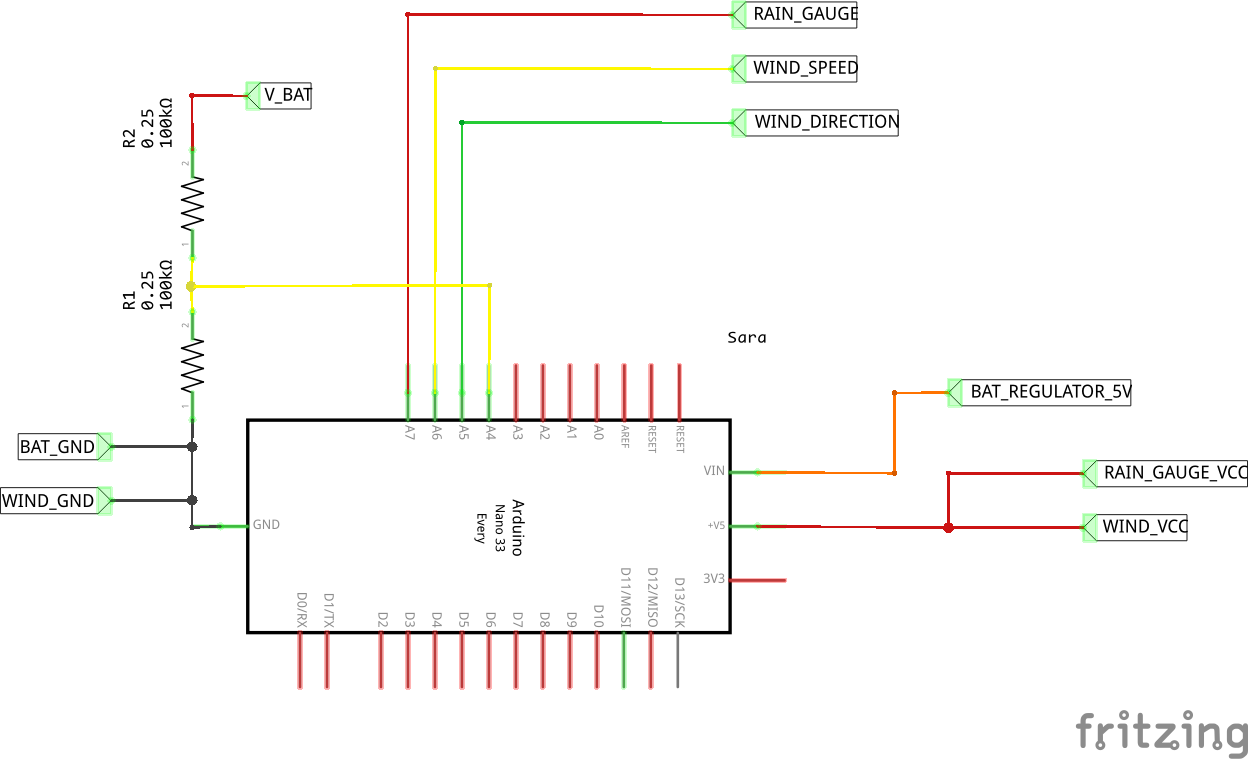 RAIN_GAUGE
WIND_SPEED
V_BAT
WIND_DIRECTION
R2
0.25
100kΩ
2
1
R1
0.25
100kΩ
2
1
Sara
BAT_REGULATOR_5V
A7
A6
A5
A4
A3
A2
A1
A0
AREF
RESET
RESET
BAT_GND
WIND_GND
GND
VIN
+V5
3V3
RAIN_GAUGE_VCC
WIND_VCC
Arduino
Nano 33
Every
D0/RX
D1/TX
D2
D3
D4
D5
D6
D7
D8
D9
D10
D11/MOSI
D12/MISO
D13/SCK
fritzing